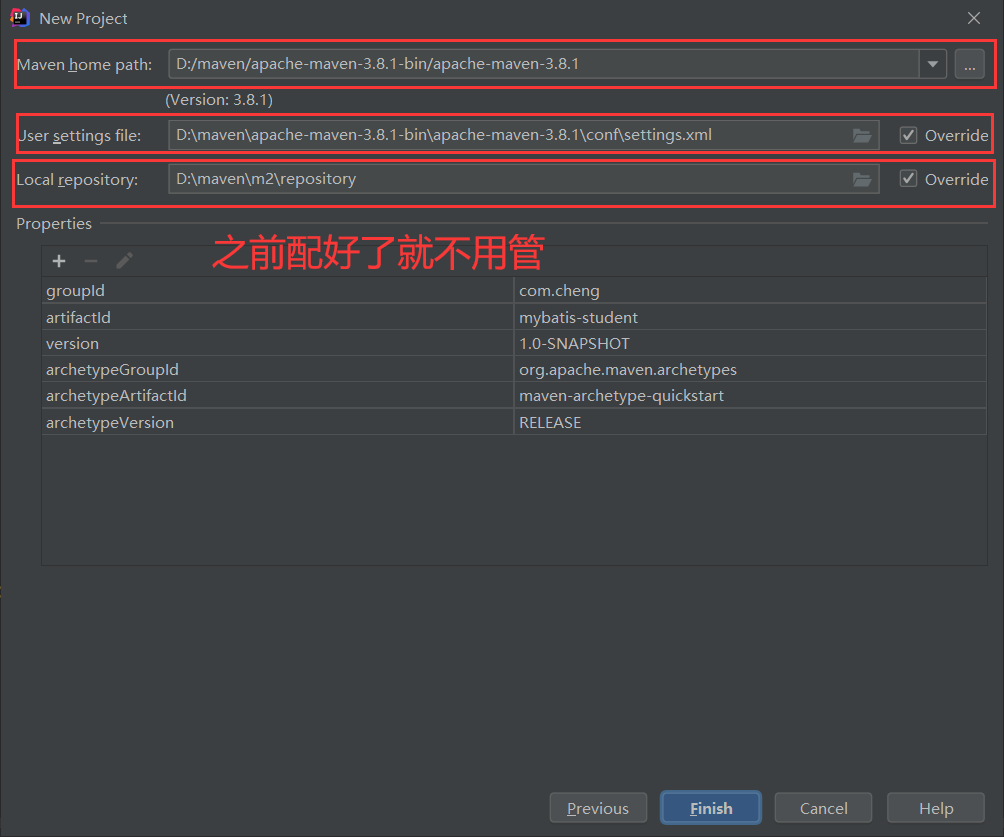 New Project
Maven home path: D:/maven/apache-maven-3.8.1-bin/apache-maven-3.8.1 ...
(Version: 3.8.1)
User settings file: D:\maven\apache-maven-3.8.1-bin\apache-maven-3.8.1\conf\settings.xml Override
Local repository: D:\maven\m2\repository Override
Properties
之前配好了就不用管
groupId com.cheng
artifactId mybatis-student
version 1.0-SNAPSHOT
archetypeGroupId org.apache.maven.archetypes
archetypeArtifactId maven-archetype-quickstart
archetypeVersion RELEASE
Previous Finish Cancel Help